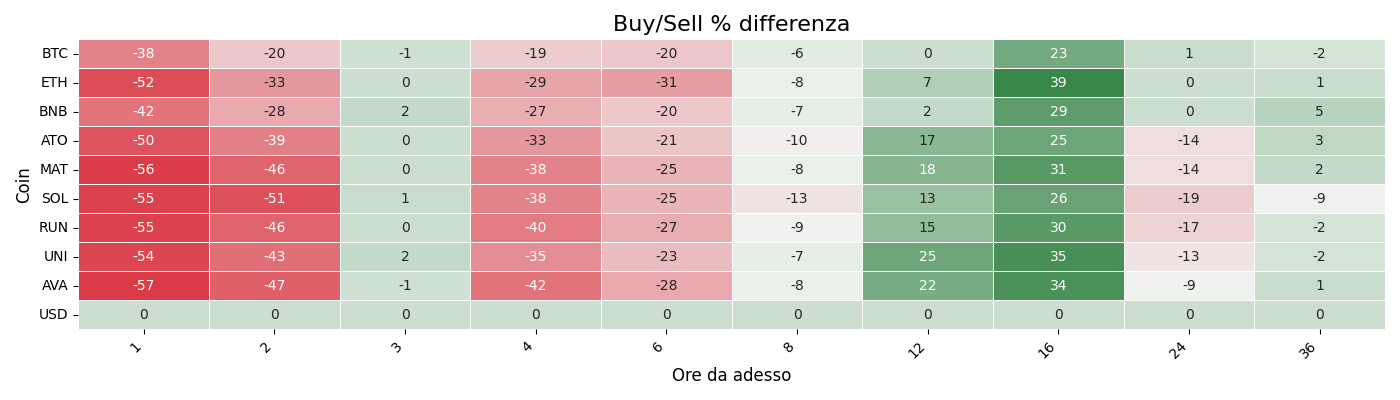 Buy/Sell % differenza
Coin
BTC -38 -20 -1 -19 -20 -6 0 23 1 -2
ETH -52 -33 0 -29 -31 -8 7 39 0 1
BNB -42 -28 2 -27 -20 -7 2 29 0 5
ATO -50 -39 0 -33 -21 -10 17 25 -14 3
MAT -56 -46 0 -38 -25 -8 18 31 -14 2
SOL -55 -51 1 -38 -25 -13 13 26 -19 -9
RUN -55 -46 0 -40 -27 -9 15 30 -17 -2
UNI -54 -43 2 -35 -23 -7 25 35 -13 -2
AVA -57 -47 -1 -42 -28 -8 22 34 -9 1
USD 0 0 0 0 0 0 0 0 0 0
1 2 3 4 6 8 12 16 24 36
Ore da adesso